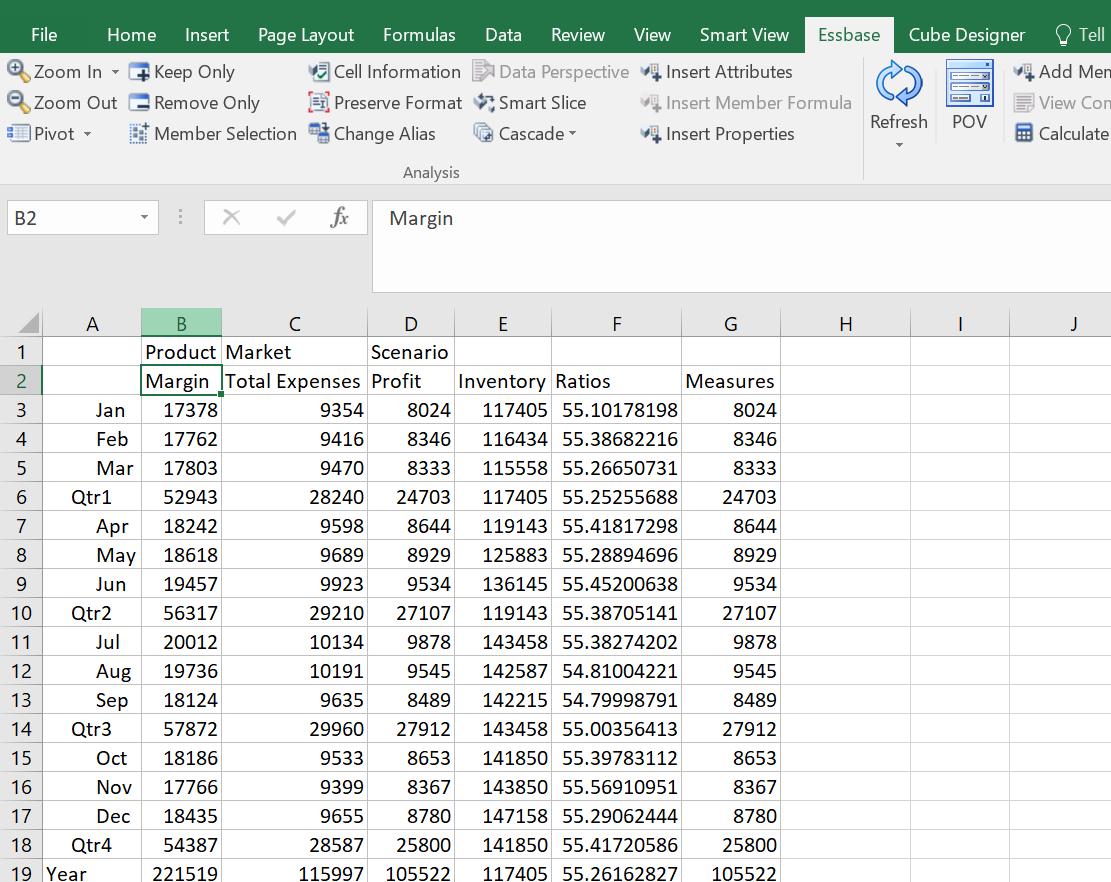 File Home Insert Page Layout Formulas Data Review View Smart View Essbase Cube Designer Tell
Zoom In Keep Only Cell Information Data Perspective Insert Attributes Add Mem
Zoom Out Remove Only Preserve Format Smart Slice Insert Member Formula View Con
Pivot Member Selection Change Alias Cascade Insert Properties Refresh POV Calculate
Analysis
B2 fx Margin
A B C D E F G H I J
1 Product Market Scenario
2 Margin Total Expenses Profit Inventory Ratios Measures
3 Jan 17378 9354 8024 117405 55.10178198 8024
4 Feb 17762 9416 8346 116434 55.38682216 8346
5 Mar 17803 9470 8333 115558 55.26650731 8333
6 Qtr1 52943 28240 24703 117405 55.25255688 24703
7 Apr 18242 9598 8644 119143 55.41817298 8644
8 May 18618 9689 8929 125883 55.28894696 8929
9 Jun 19457 9923 9534 136145 55.45200638 9534
10 Qtr2 56317 29210 27107 119143 55.38705141 27107
11 Jul 20012 10134 9878 143458 55.38274202 9878
12 Aug 19736 10191 9545 142587 54.81004221 9545
13 Sep 18124 9635 8489 142215 54.79998791 8489
14 Qtr3 57872 29960 27912 143458 55.00356413 27912
15 Oct 18186 9533 8653 141850 55.39783112 8653
16 Nov 17766 9399 8367 143850 55.56910951 8367
17 Dec 18435 9655 8780 147158 55.29062444 8780
18 Qtr4 54387 28587 25800 141850 55.41720586 25800
19 Year 221519 115997 105522 117405 55.26162827 105522